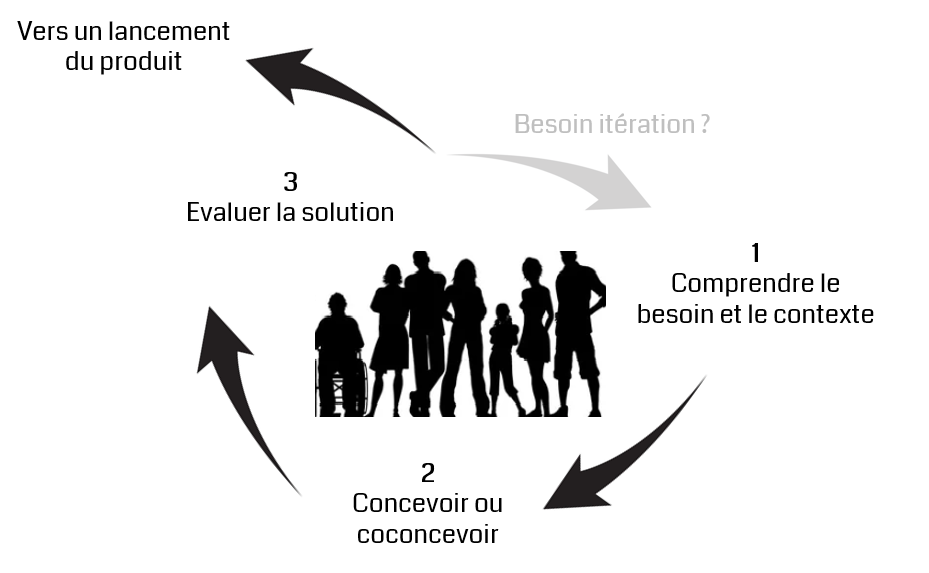 Vers un lancement
du produit
Besoin itération ?
3
Evaluer la solution
1
Comprendre le
besoin et le contexte
2
Concevoir ou
coconcevoir